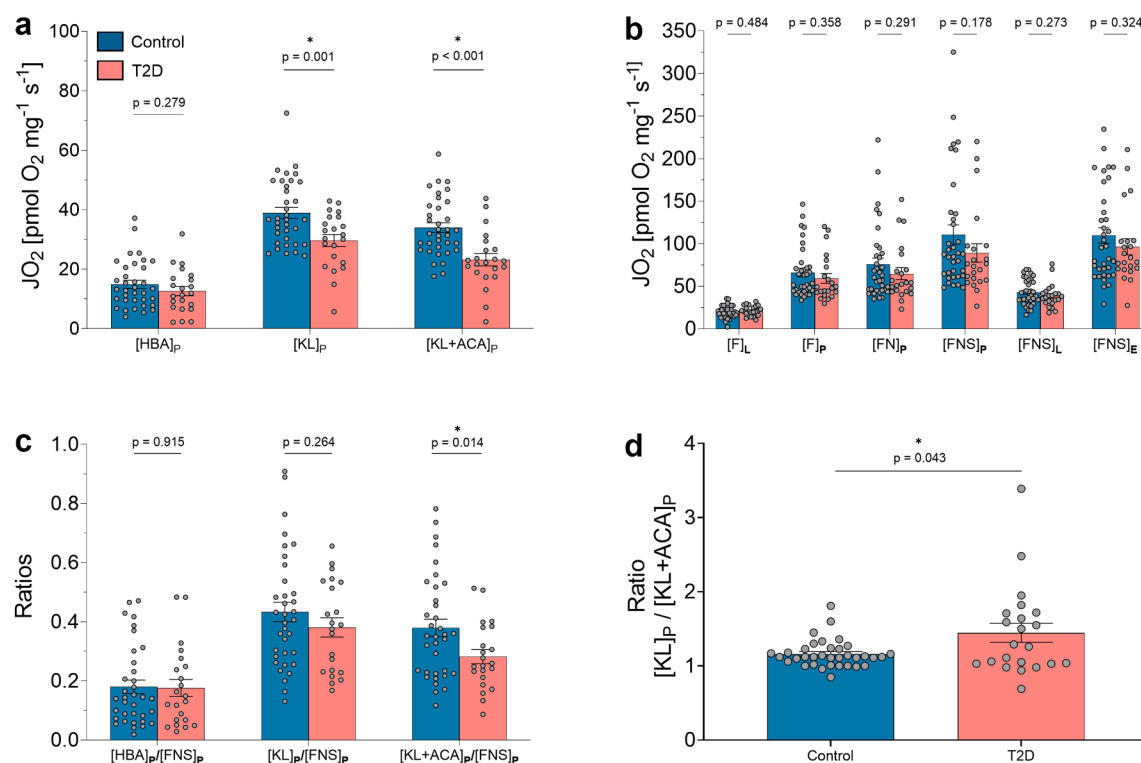 a
Control
T2D
JO₂ [pmol O₂ mg⁻¹ s⁻¹]
100
80
60
40
20
0
p = 0.279
*
p = 0.001
*
p < 0.001
[HBA]P
[KL]P
[KL+ACA]P
b
JO₂ [pmol O₂ mg⁻¹ s⁻¹]
350
300
250
200
150
100
50
0
p = 0.484
p = 0.358
p = 0.291
p = 0.178
p = 0.273
p = 0.324
[F]L
[F]P
[FN]P
[FNS]P
[FNS]L
[FNS]E
c
Ratios
1.0
0.8
0.6
0.4
0.2
0.0
p = 0.915
p = 0.264
*
p = 0.014
[HBA]P/[FNS]P
[KL]P/[FNS]P
[KL+ACA]P/[FNS]P
d
Ratio
[KL]P / [KL+ACA]P
4
3
2
1
0
*
p = 0.043
Control
T2D